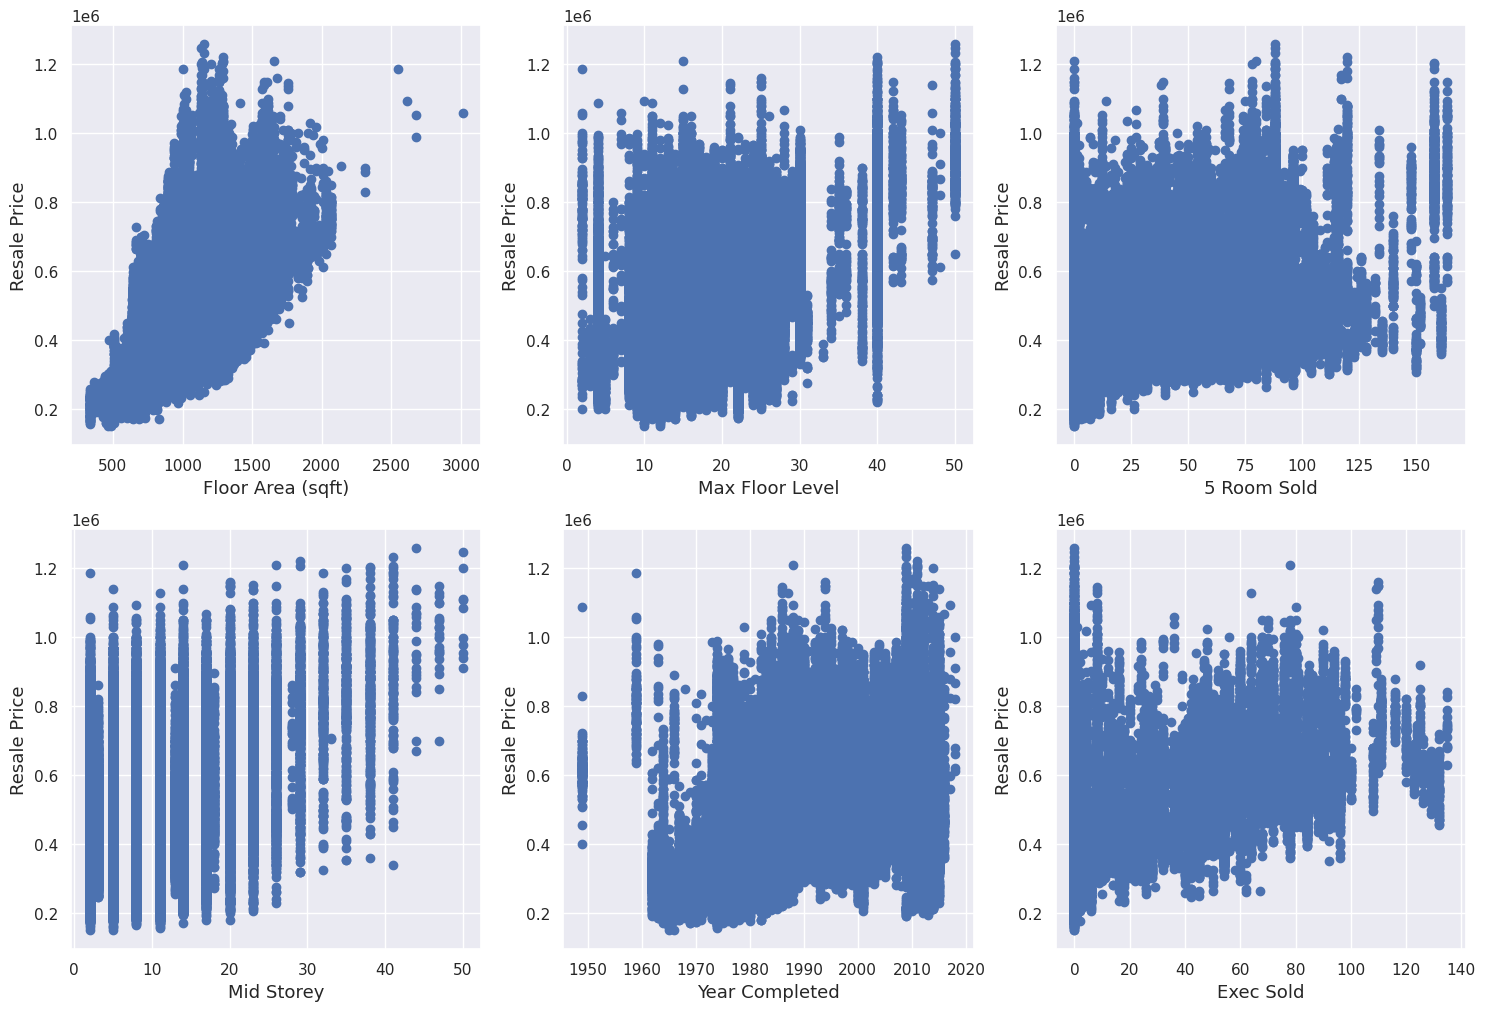 1e6
1.2
1.0
0.8
0.6
0.4
0.2
Resale Price
500 1000 1500 2000 2500 3000
Floor Area (sqft)
1e6
1.2
1.0
0.8
0.6
0.4
0.2
Resale Price
0 10 20 30 40 50
Max Floor Level
1e6
1.2
1.0
0.8
0.6
0.4
0.2
Resale Price
0 25 50 75 100 125 150
5 Room Sold
1e6
1.2
1.0
0.8
0.6
0.4
0.2
Resale Price
0 10 20 30 40 50
Mid Storey
1e6
1.2
1.0
0.8
0.6
0.4
0.2
Resale Price
1950 1960 1970 1980 1990 2000 2010 2020
Year Completed
1e6
1.2
1.0
0.8
0.6
0.4
0.2
Resale Price
0 20 40 60 80 100 120 140
Exec Sold